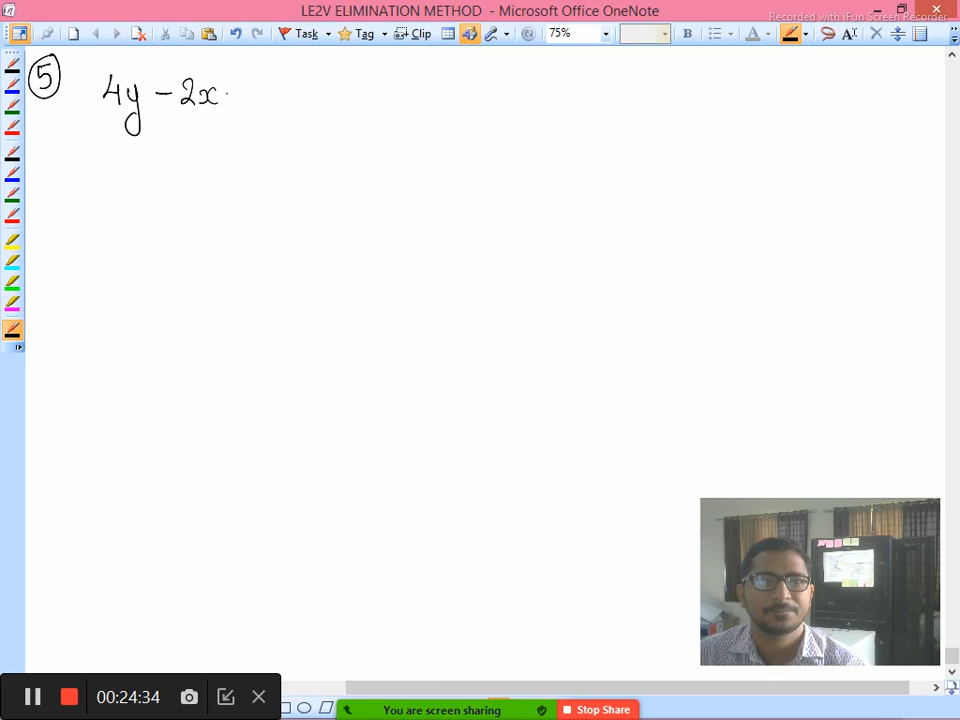 LE2V ELIMINATION METHOD - Microsoft Office OneNote
Recorded with iFun Screen Recorder
Task Tag Clip 75% B A A
5 4y - 2x
00:24:34 You are screen sharing Stop Share